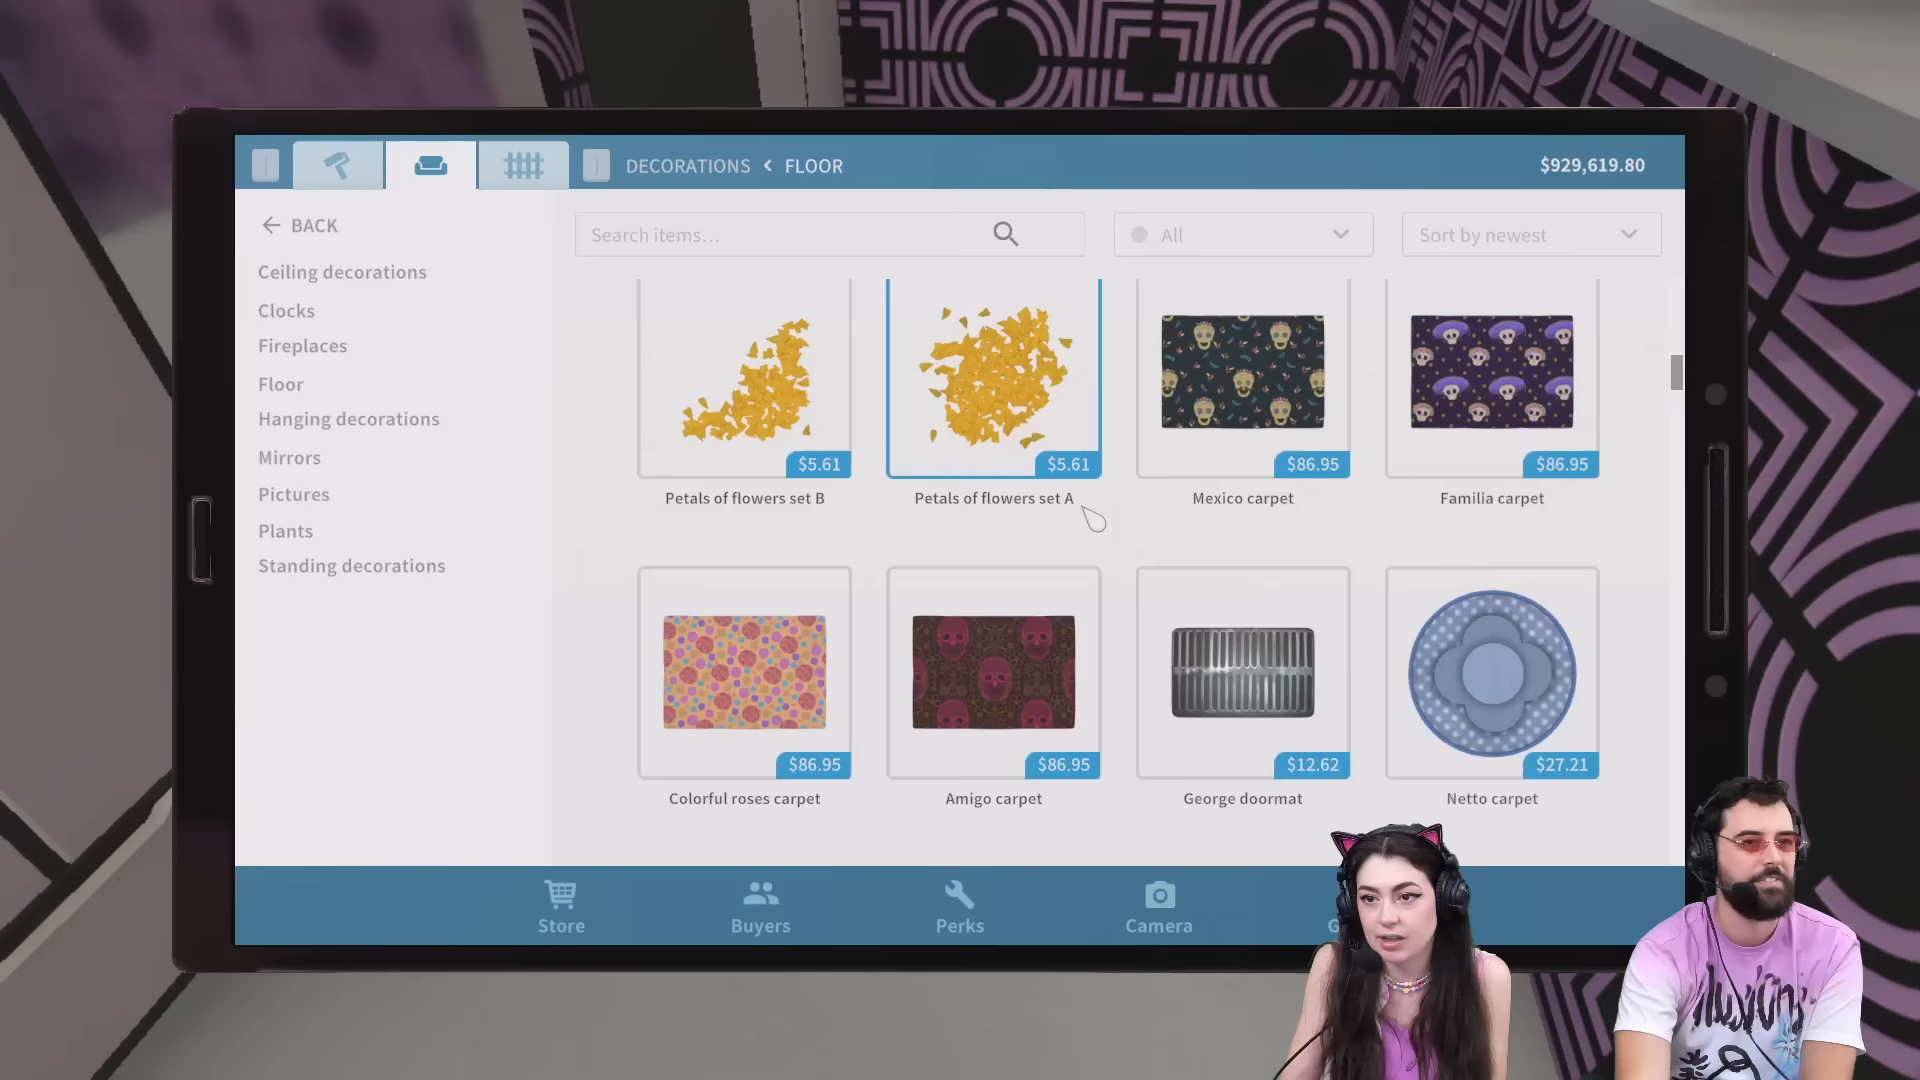 DECORATIONS < FLOOR
$929,619.80
BACK
Search items...
All
Sort by newest
Ceiling decorations
Clocks
Fireplaces
Floor
Hanging decorations
Mirrors
Pictures
Plants
Standing decorations
$5.61
$5.61
$86.95
$86.95
Petals of flowers set B
Petals of flowers set A
Mexico carpet
Familia carpet
$86.95
$86.95
$12.62
$27.21
Colorful roses carpet
Amigo carpet
George doormat
Netto carpet
Store
Buyers
Perks
Camera